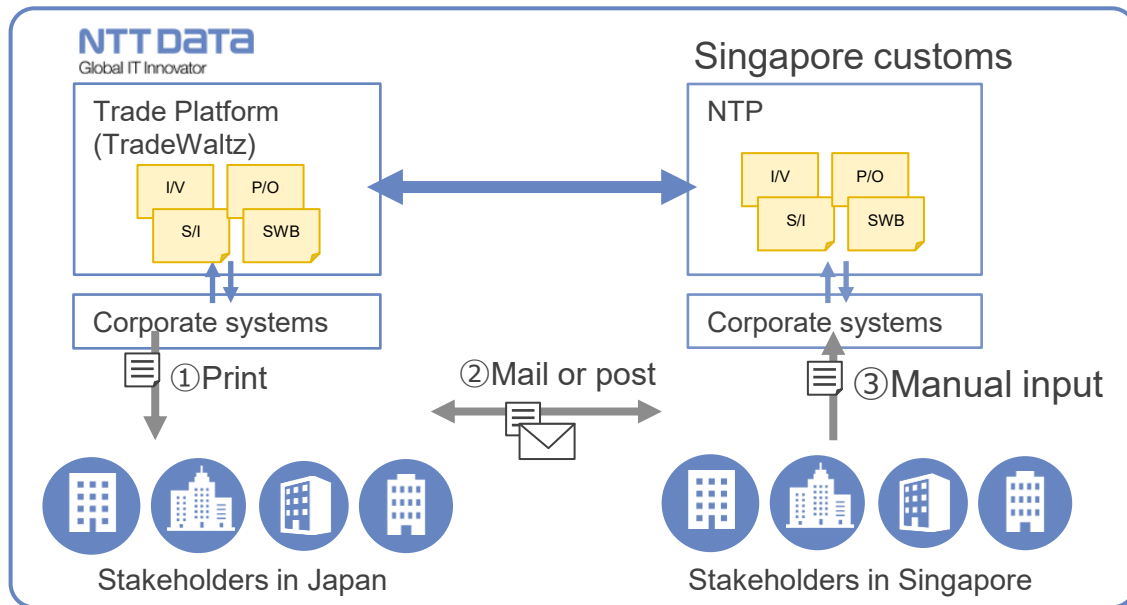 NTT DATA
Global IT Innovator
Singapore customs
Trade Platform
(TradeWaltz)
I/V
P/O
S/I
SWB
NTP
I/V
P/O
S/I
SWB
Corporate systems
Corporate systems
①Print
②Mail or post
③Manual input
Stakeholders in Japan
Stakeholders in Singapore